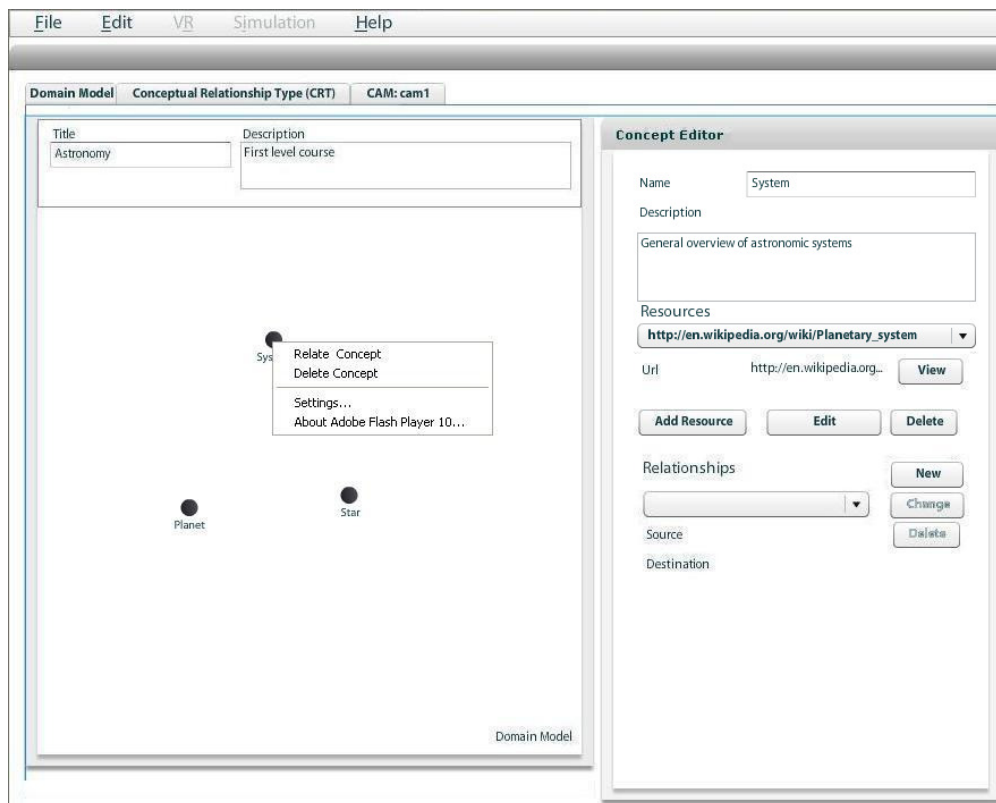 File Edit VR Simulation Help
Domain Model Conceptual Relationship Type (CRT) CAM: cam1
Title
Astronomy
Description
First level course
Sys
Relate Concept
Delete Concept
Settings...
About Adobe Flash Player 10...
Planet
Star
Domain Model
Concept Editor
Name System
Description
General overview of astronomic systems
Resources
http://en.wikipedia.org/wiki/Planetary_system
Url http://en.wikipedia.org... View
Add Resource Edit Delete
Relationships New
Change
Source Delete
Destination